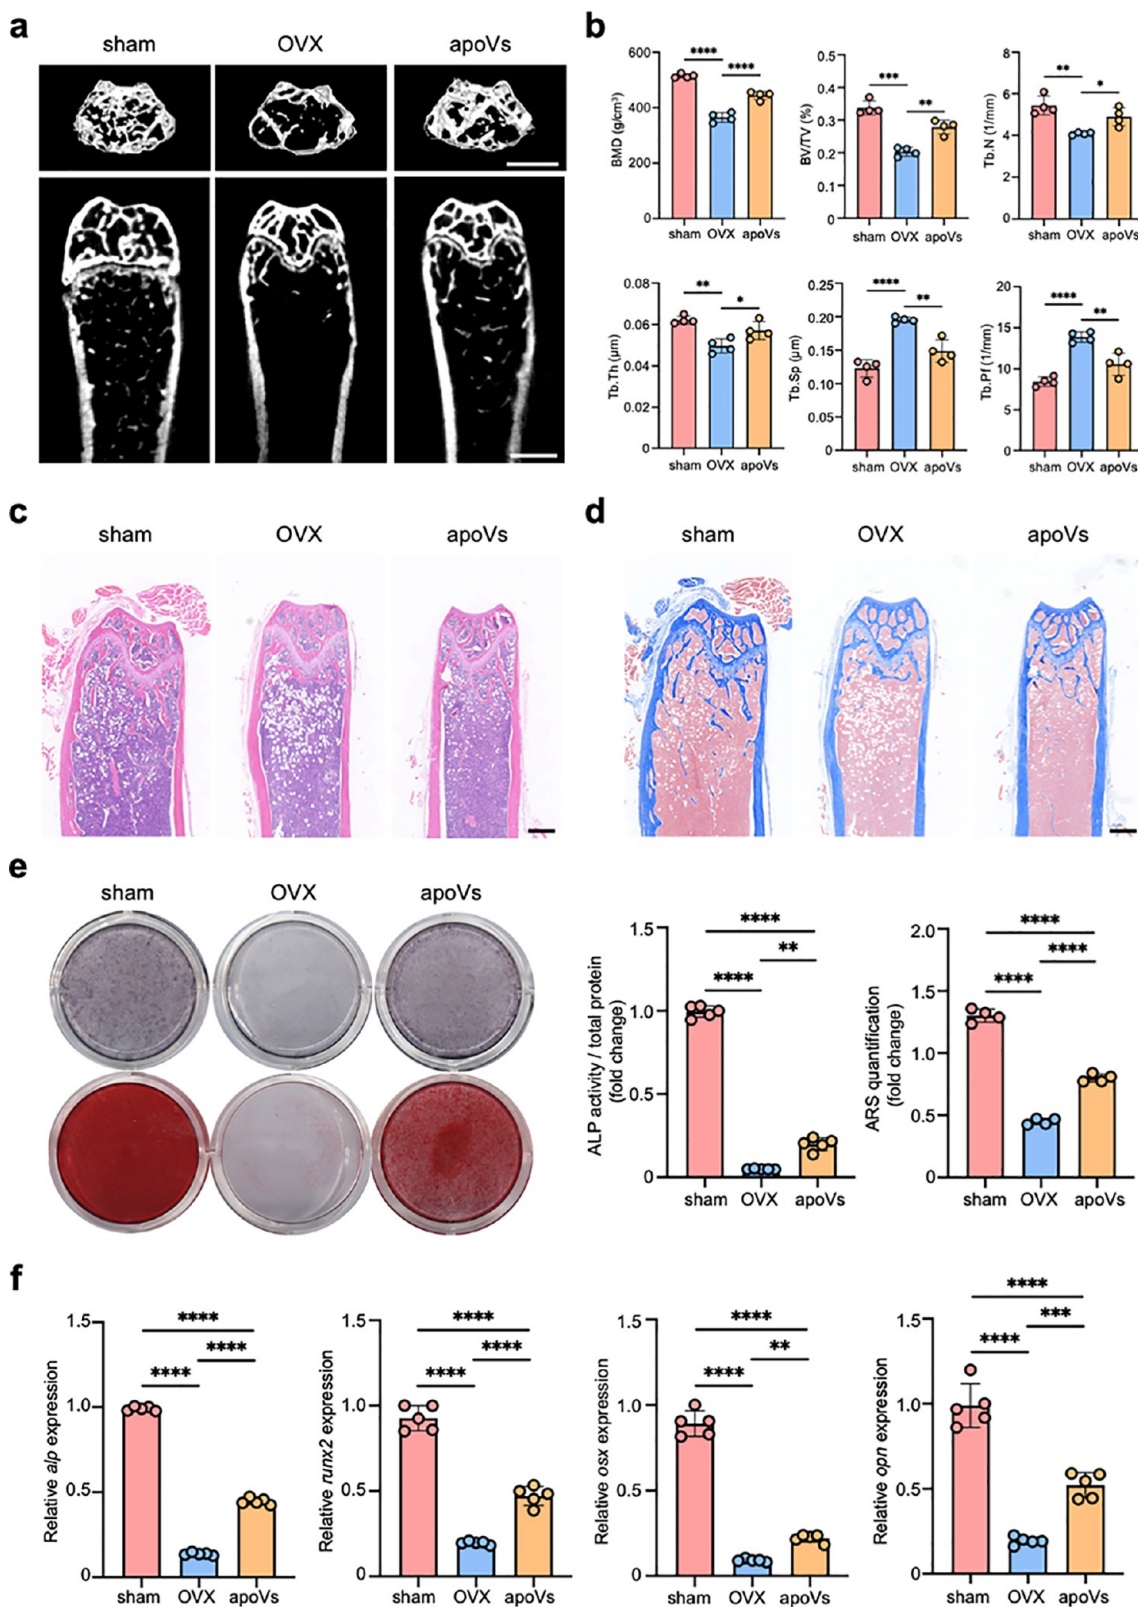 a
sham OVX apoVs
b
BMD (g/cm³)
600
400
200
0
**** ****
sham OVX apoVs
BV/TV (%)
0.5
0.4
0.3
0.2
0.1
0
*** **
sham OVX apoVs
Tb.N (1/mm)
8
6
4
2
0
** *
sham OVX apoVs
Tb.Th (μm)
0.08
0.06
0.04
0.02
0
** *
sham OVX apoVs
Tb.Sp (μm)
0.25
0.20
0.15
0.10
0.05
0.00
**** **
sham OVX apoVs
Tb.Pf (1/mm)
20
15
10
5
0
**** **
sham OVX apoVs
c
sham OVX apoVs
d
sham OVX apoVs
e
sham OVX apoVs
ALP activity / total protein
(fold change)
1.5
1.0
0.5
0
****
**
****
sham OVX apoVs
ARS quantification
(fold change)
2.0
1.5
1.0
0.5
0
****
****
****
sham OVX apoVs
f
Relative alp expression
1.5
1.0
0.5
0
****
****
****
sham OVX apoVs
Relative runx2 expression
1.5
1.0
0.5
0
****
****
****
sham OVX apoVs
Relative osx expression
1.5
1.0
0.5
0
****
**
****
sham OVX apoVs
Relative opn expression
1.5
1.0
0.5
0
****
***
****
sham OVX apoVs